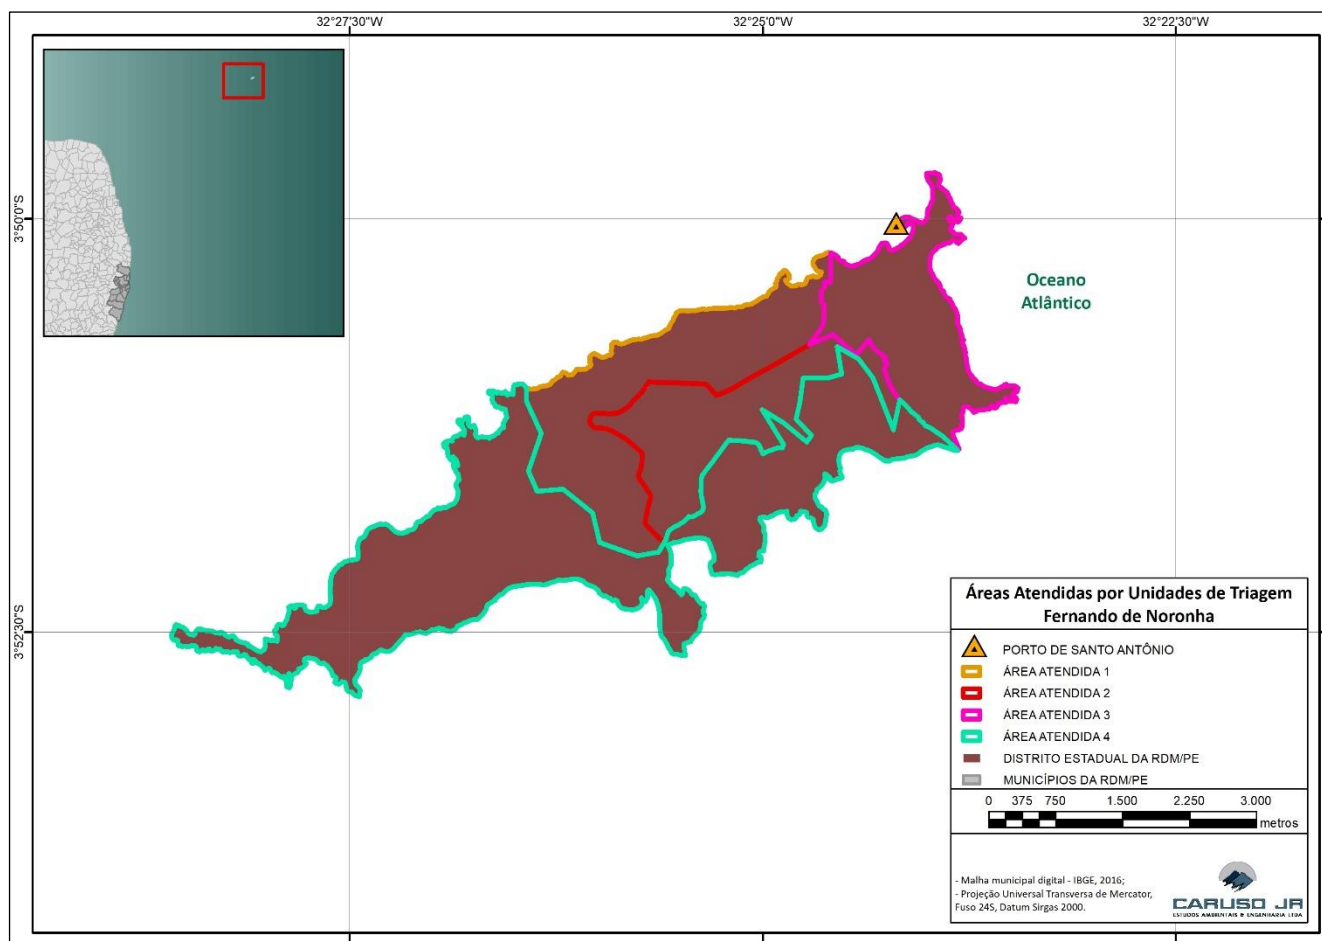 32°27'30"W
32°25'0"W
32°22'30"W
3°50'0"S
3°52'30"S
Oceano
Atlântico
Áreas Atendidas por Unidades de Triagem
Fernando de Noronha
PORTO DE SANTO ANTÔNIO
ÁREA ATENDIDA 1
ÁREA ATENDIDA 2
ÁREA ATENDIDA 3
ÁREA ATENDIDA 4
DISTRITO ESTADUAL DA RDM/PE
MUNICÍPIOS DA RDM/PE
0 375 750 1.500 2.250 3.000
metros
- Malha municipal digital - IBGE, 2016;
- Projeção Universal Transversa de Mercator,
Fuso 24S, Datum Sirgas 2000.
CARUSO JR
ESTUDOS AMBIENTAIS & ENGENHARIA LTDA